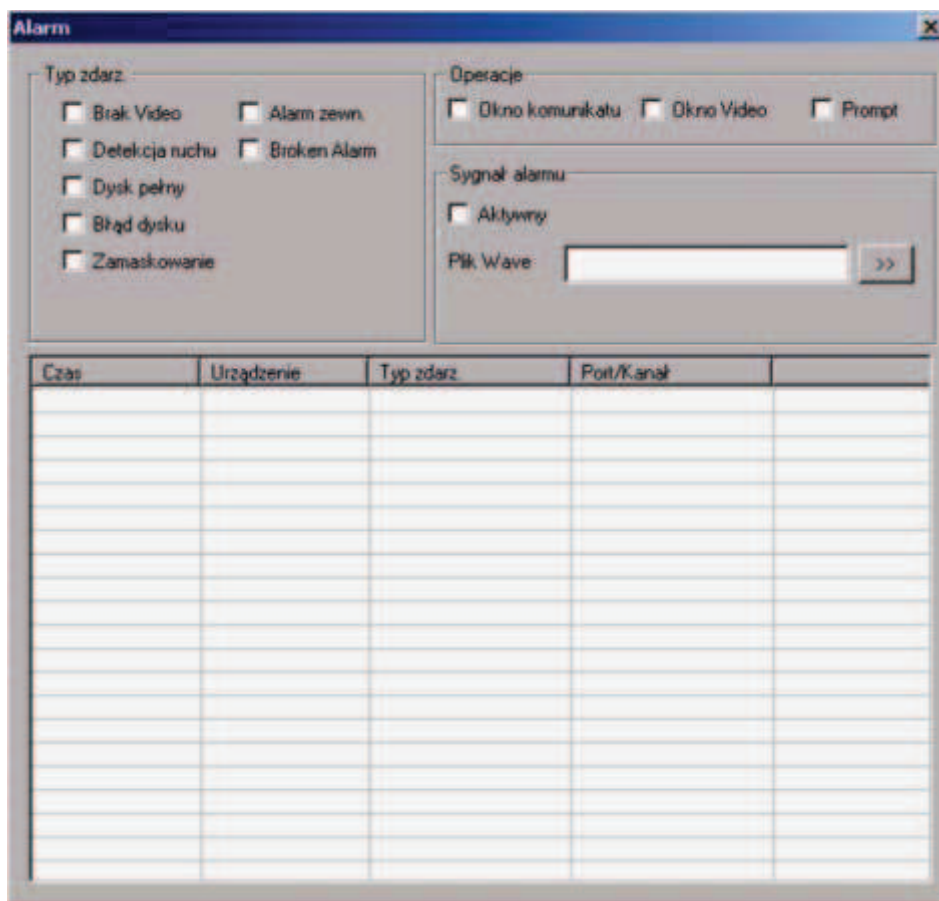 Alarm
Typ zdarz.
Brak Video
Alarm zewn.
Detekcja ruchu
Broken Alarm
Dysk pełny
Błąd dysku
Zamaskowanie
Operacje
Okno komunikatu
Okno Video
Prompt
Sygnał alarmu
Aktywny
Plik Wave
>>
Czas
Urządzenie
Typ zdarz.
Port/Kanał